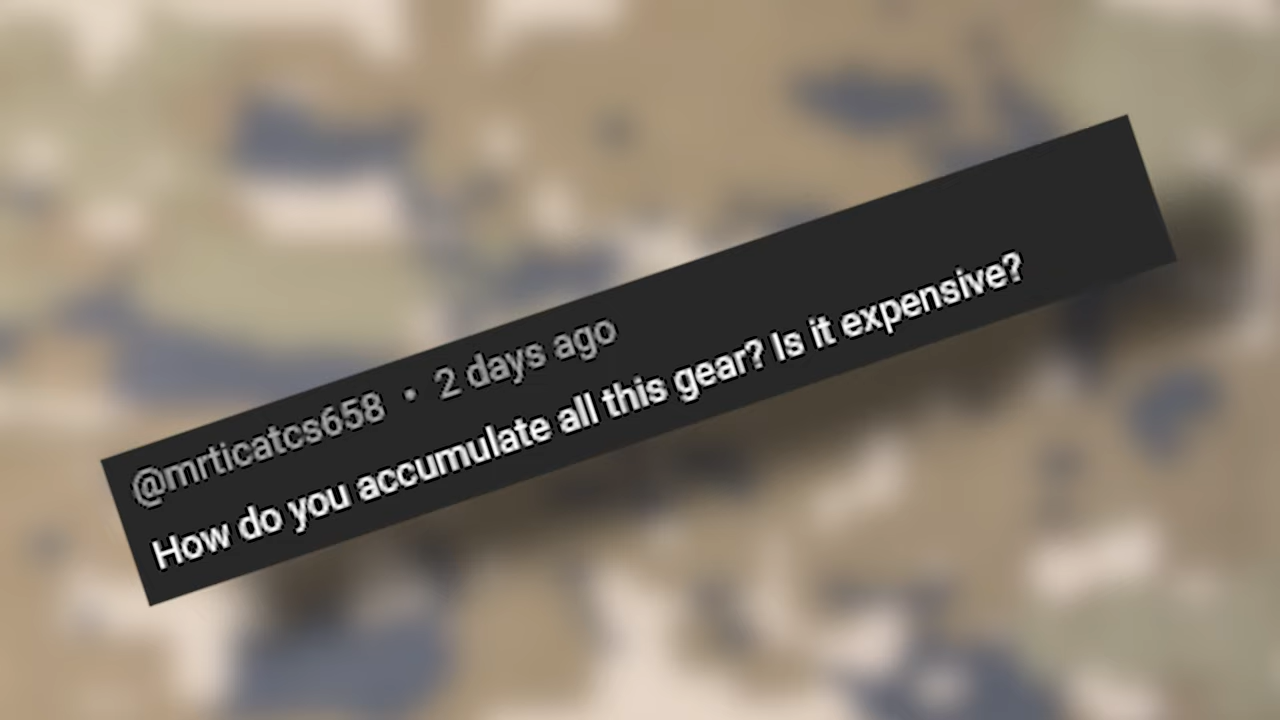 @mrticatcs658 • 2 days ago
How do you accumulate all this gear? Is it expensive?